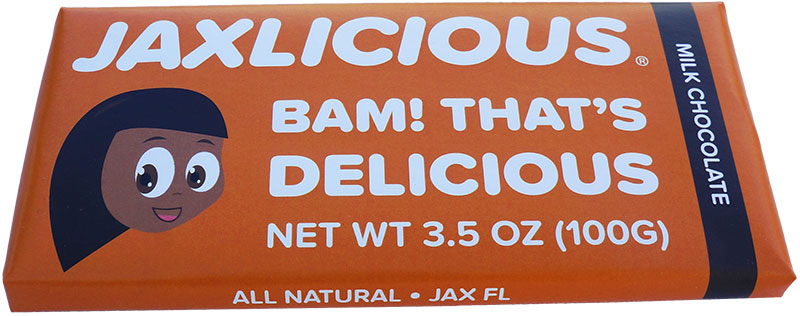 JAXLICIOUS®
BAM! THAT'S
DELICIOUS
NET WT 3.5 OZ (100G)
ALL NATURAL • JAX FL
MILK CHOCOLATE